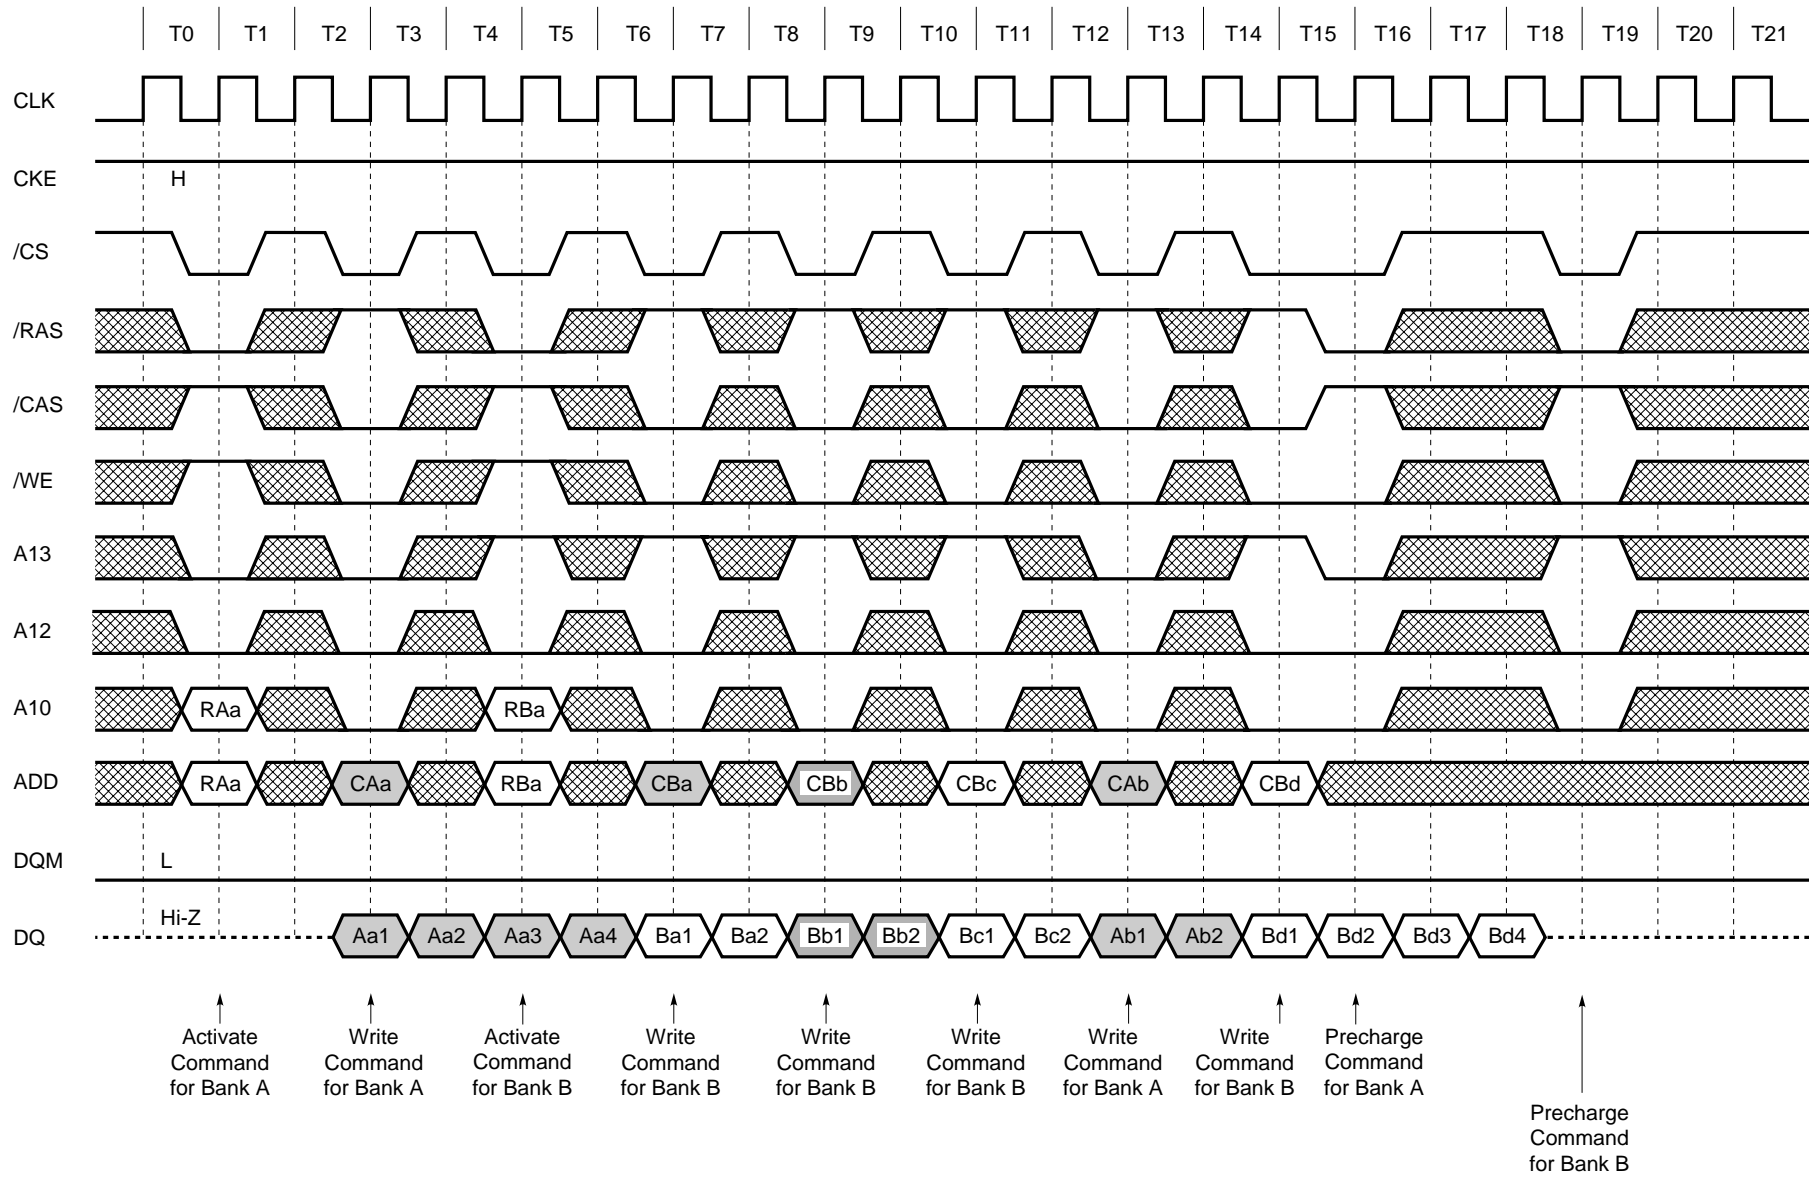 T0 T1 T2 T3 T4 T5 T6 T7 T8 T9 T10 T11 T12 T13 T14 T15 T16 T17 T18 T19 T20 T21
CLK
CKE H
/CS
/RAS
/CAS
/WE
A13
A12
A10 RAa RBa
ADD RAa CAa RBa CBa CBb CBc CAb CBd
DQM L
Hi-Z
DQ Aa1 Aa2 Aa3 Aa4 Ba1 Ba2 Bb1 Bb2 Bc1 Bc2 Ab1 Ab2 Bd1 Bd2 Bd3 Bd4
Activate
Command
for Bank A
Write
Command
for Bank A
Activate
Command
for Bank B
Write
Command
for Bank B
Write
Command
for Bank B
Write
Command
for Bank B
Write
Command
for Bank A
Write
Command
for Bank B
Precharge
Command
for Bank A
Precharge
Command
for Bank B